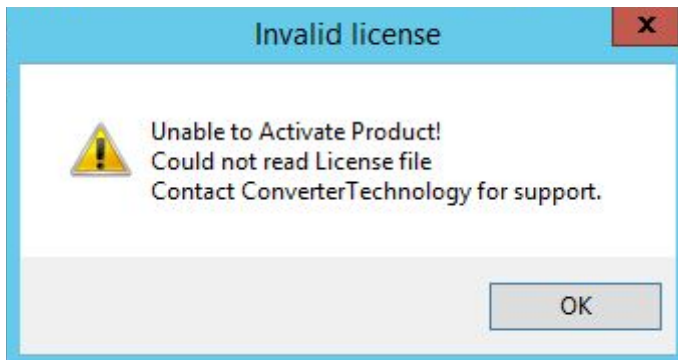 Invalid license
x
Unable to Activate Product!
Could not read License file
Contact ConverterTechnology for support.
OK